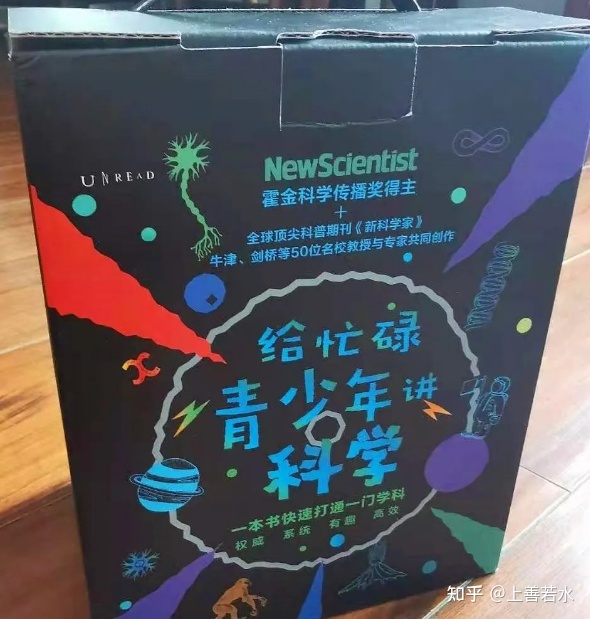 UNREAD
NewScientist
霍金科学传播奖得主
+
全球顶尖科普期刊《新科学家》
牛津、剑桥等50位名校教授与专家共同创作
给忙碌
青少年讲
科学
一本书快速打通一门学科
权威 系统 有趣 高效
知乎 @上善若水